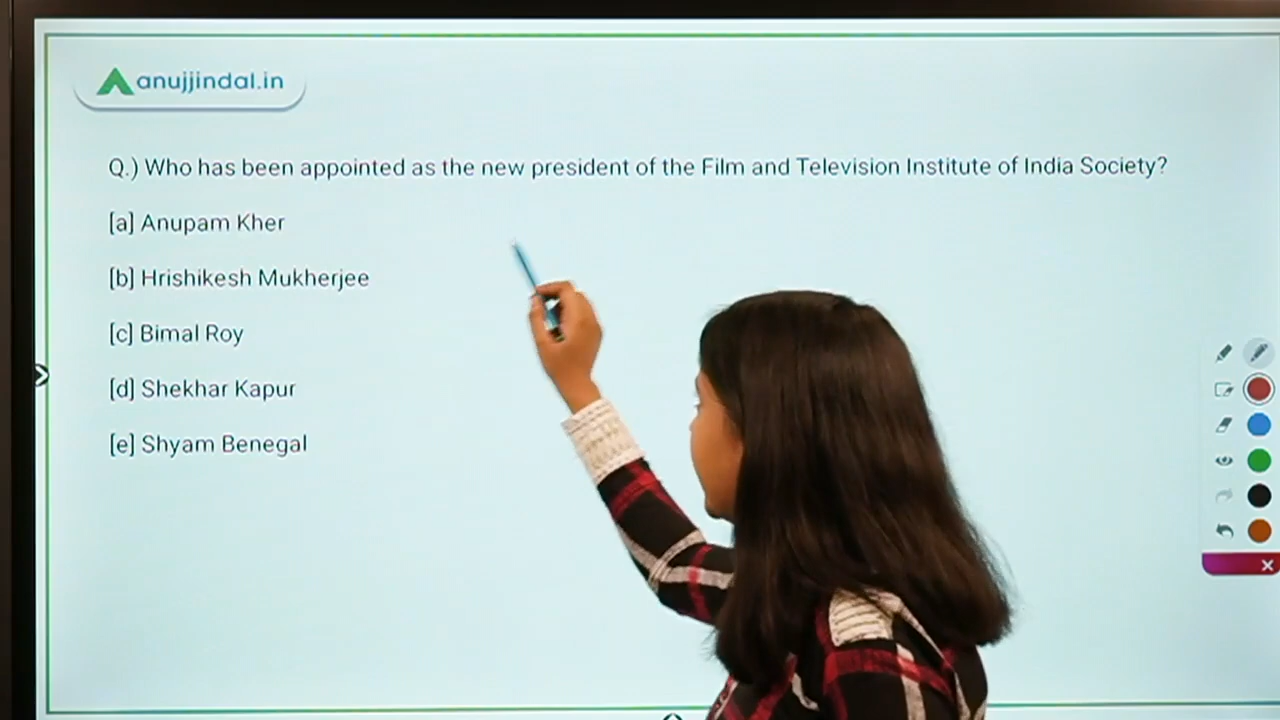 anujjindal.in
Q.) Who has been appointed as the new president of the Film and Television Institute of India Society?
[a] Anupam Kher
[b] Hrishikesh Mukherjee
[c] Bimal Roy
[d] Shekhar Kapur
[e] Shyam Benegal